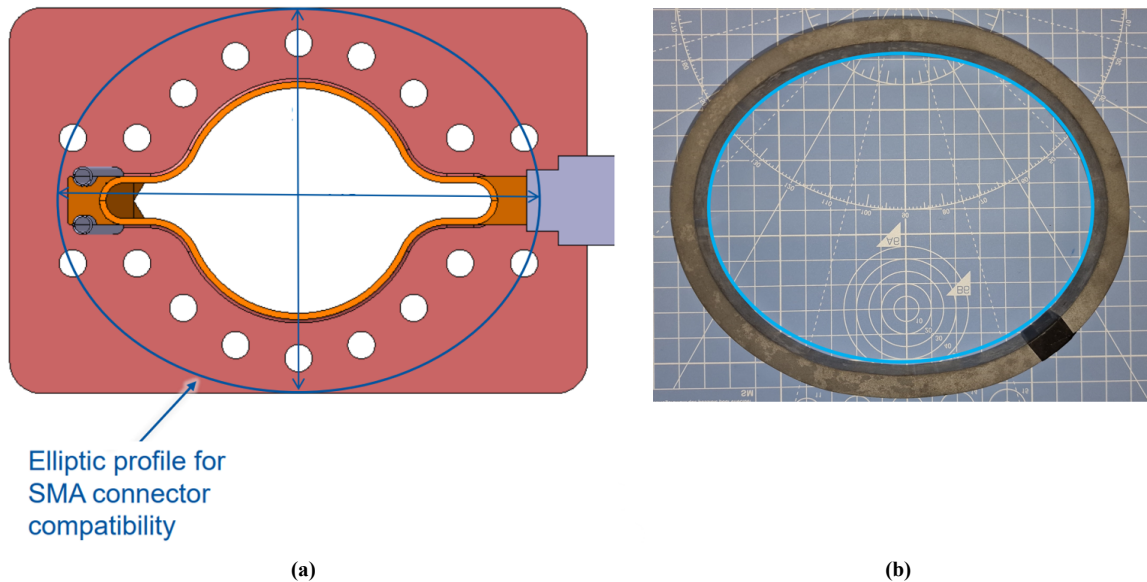 Elliptic profile for
SMA connector
compatibility
(a)
(b)